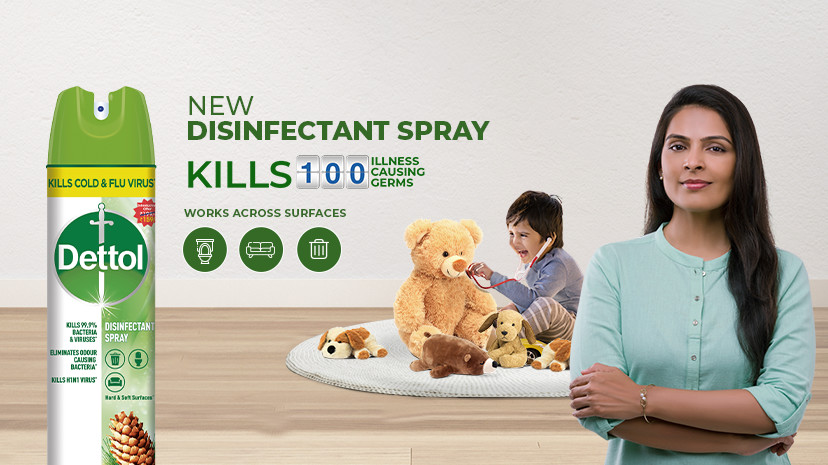 NEW
DISINFECTANT SPRAY
KILLS 100 ILLNESS
CAUSING
GERMS
WORKS ACROSS SURFACES
KILLS COLD & FLU VIRUS*
Dettol
KILLS 99.9%
BACTERIA
& VIRUSES*
ELIMINATES ODOUR
CAUSING
BACTERIA*
KILLS H1N1 VIRUS*
DISINFECTANT
SPRAY
Hard & Soft Surfaces*